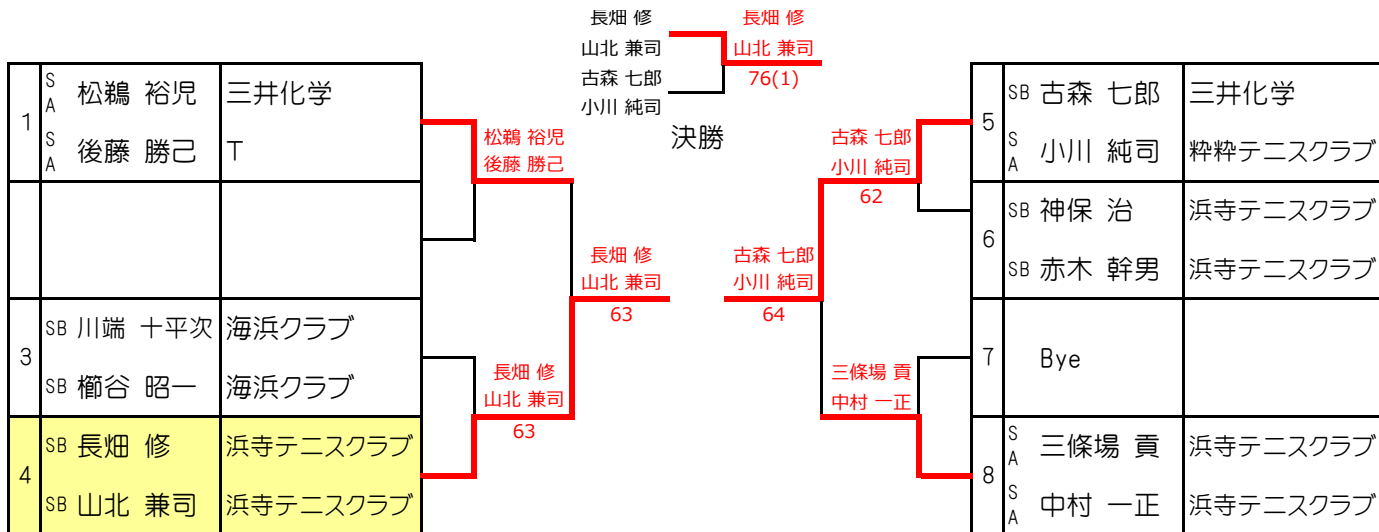 長畑 修 長畑 修
山北 兼司 山北 兼司
古森 七郎 76(1)
小川 純司
決勝
1 SA 松鵜 裕児 三井化学
SA 後藤 勝己 T
松鵜 裕児
後藤 勝己
3 SB 川端 十平次 海浜クラブ
SB 櫛谷 昭一 海浜クラブ
4 SB 長畑 修 浜寺テニスクラブ
SB 山北 兼司 浜寺テニスクラブ
長畑 修
山北 兼司
63
長畑 修
山北 兼司
63
古森 七郎
小川 純司
64
古森 七郎
小川 純司
62
三條場 貢
中村 一正
5 SB 古森 七郎 三井化学
SA 小川 純司 粋粋テニスクラブ
6 SB 神保 治 浜寺テニスクラブ
SB 赤木 幹男 浜寺テニスクラブ
7 Bye
8 SA 三條場 貢 浜寺テニスクラブ
SA 中村 一正 浜寺テニスクラブ